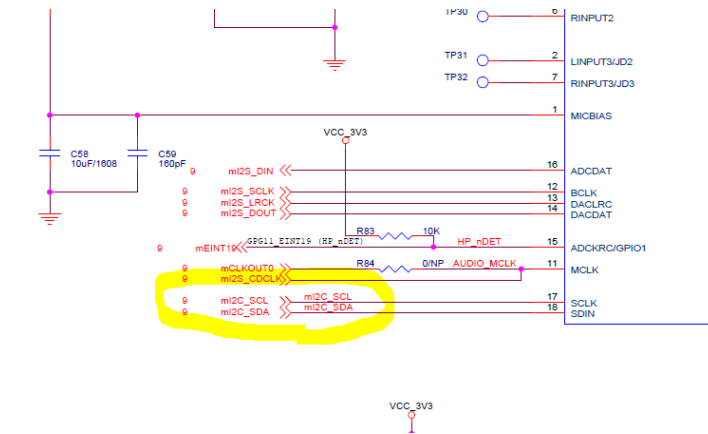 TP30 6 RINPUT2
TP31 2 LINPUT3/JD2
TP32 7 RINPUT3/JD3
1 MICBIAS
VCC_3V3
C58 C59
10uF/1608 160pF
9 mI2S_DIN 16 ADCDAT
9 mI2S_SCLK 12 BCLK
9 mI2S_LRCK 13 DACLRC
9 mI2S_DOUT 14 DACDAT
R83 10K
9 mEINT19 GPG11_EINT19 (HP_nDET) HP_nDET 15 ADCKRC/GPIO1
9 mCLKOUT0 R84 0/NP AUDIO_MCLK 11 MCLK
9 mI2S_CDCLK
9 mI2C_SCL mI2C_SCL 17 SCLK
9 mI2C_SDA mI2C_SDA 18 SDIN
VCC_3V3